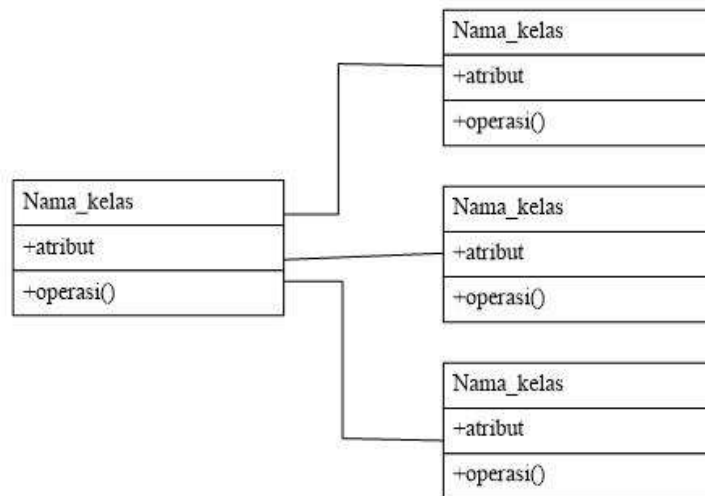 Nama_kelas
+atribut
+operasi()
Nama_kelas
+atribut
+operasi()
Nama_kelas
+atribut
+operasi()
Nama_kelas
+atribut
+operasi()